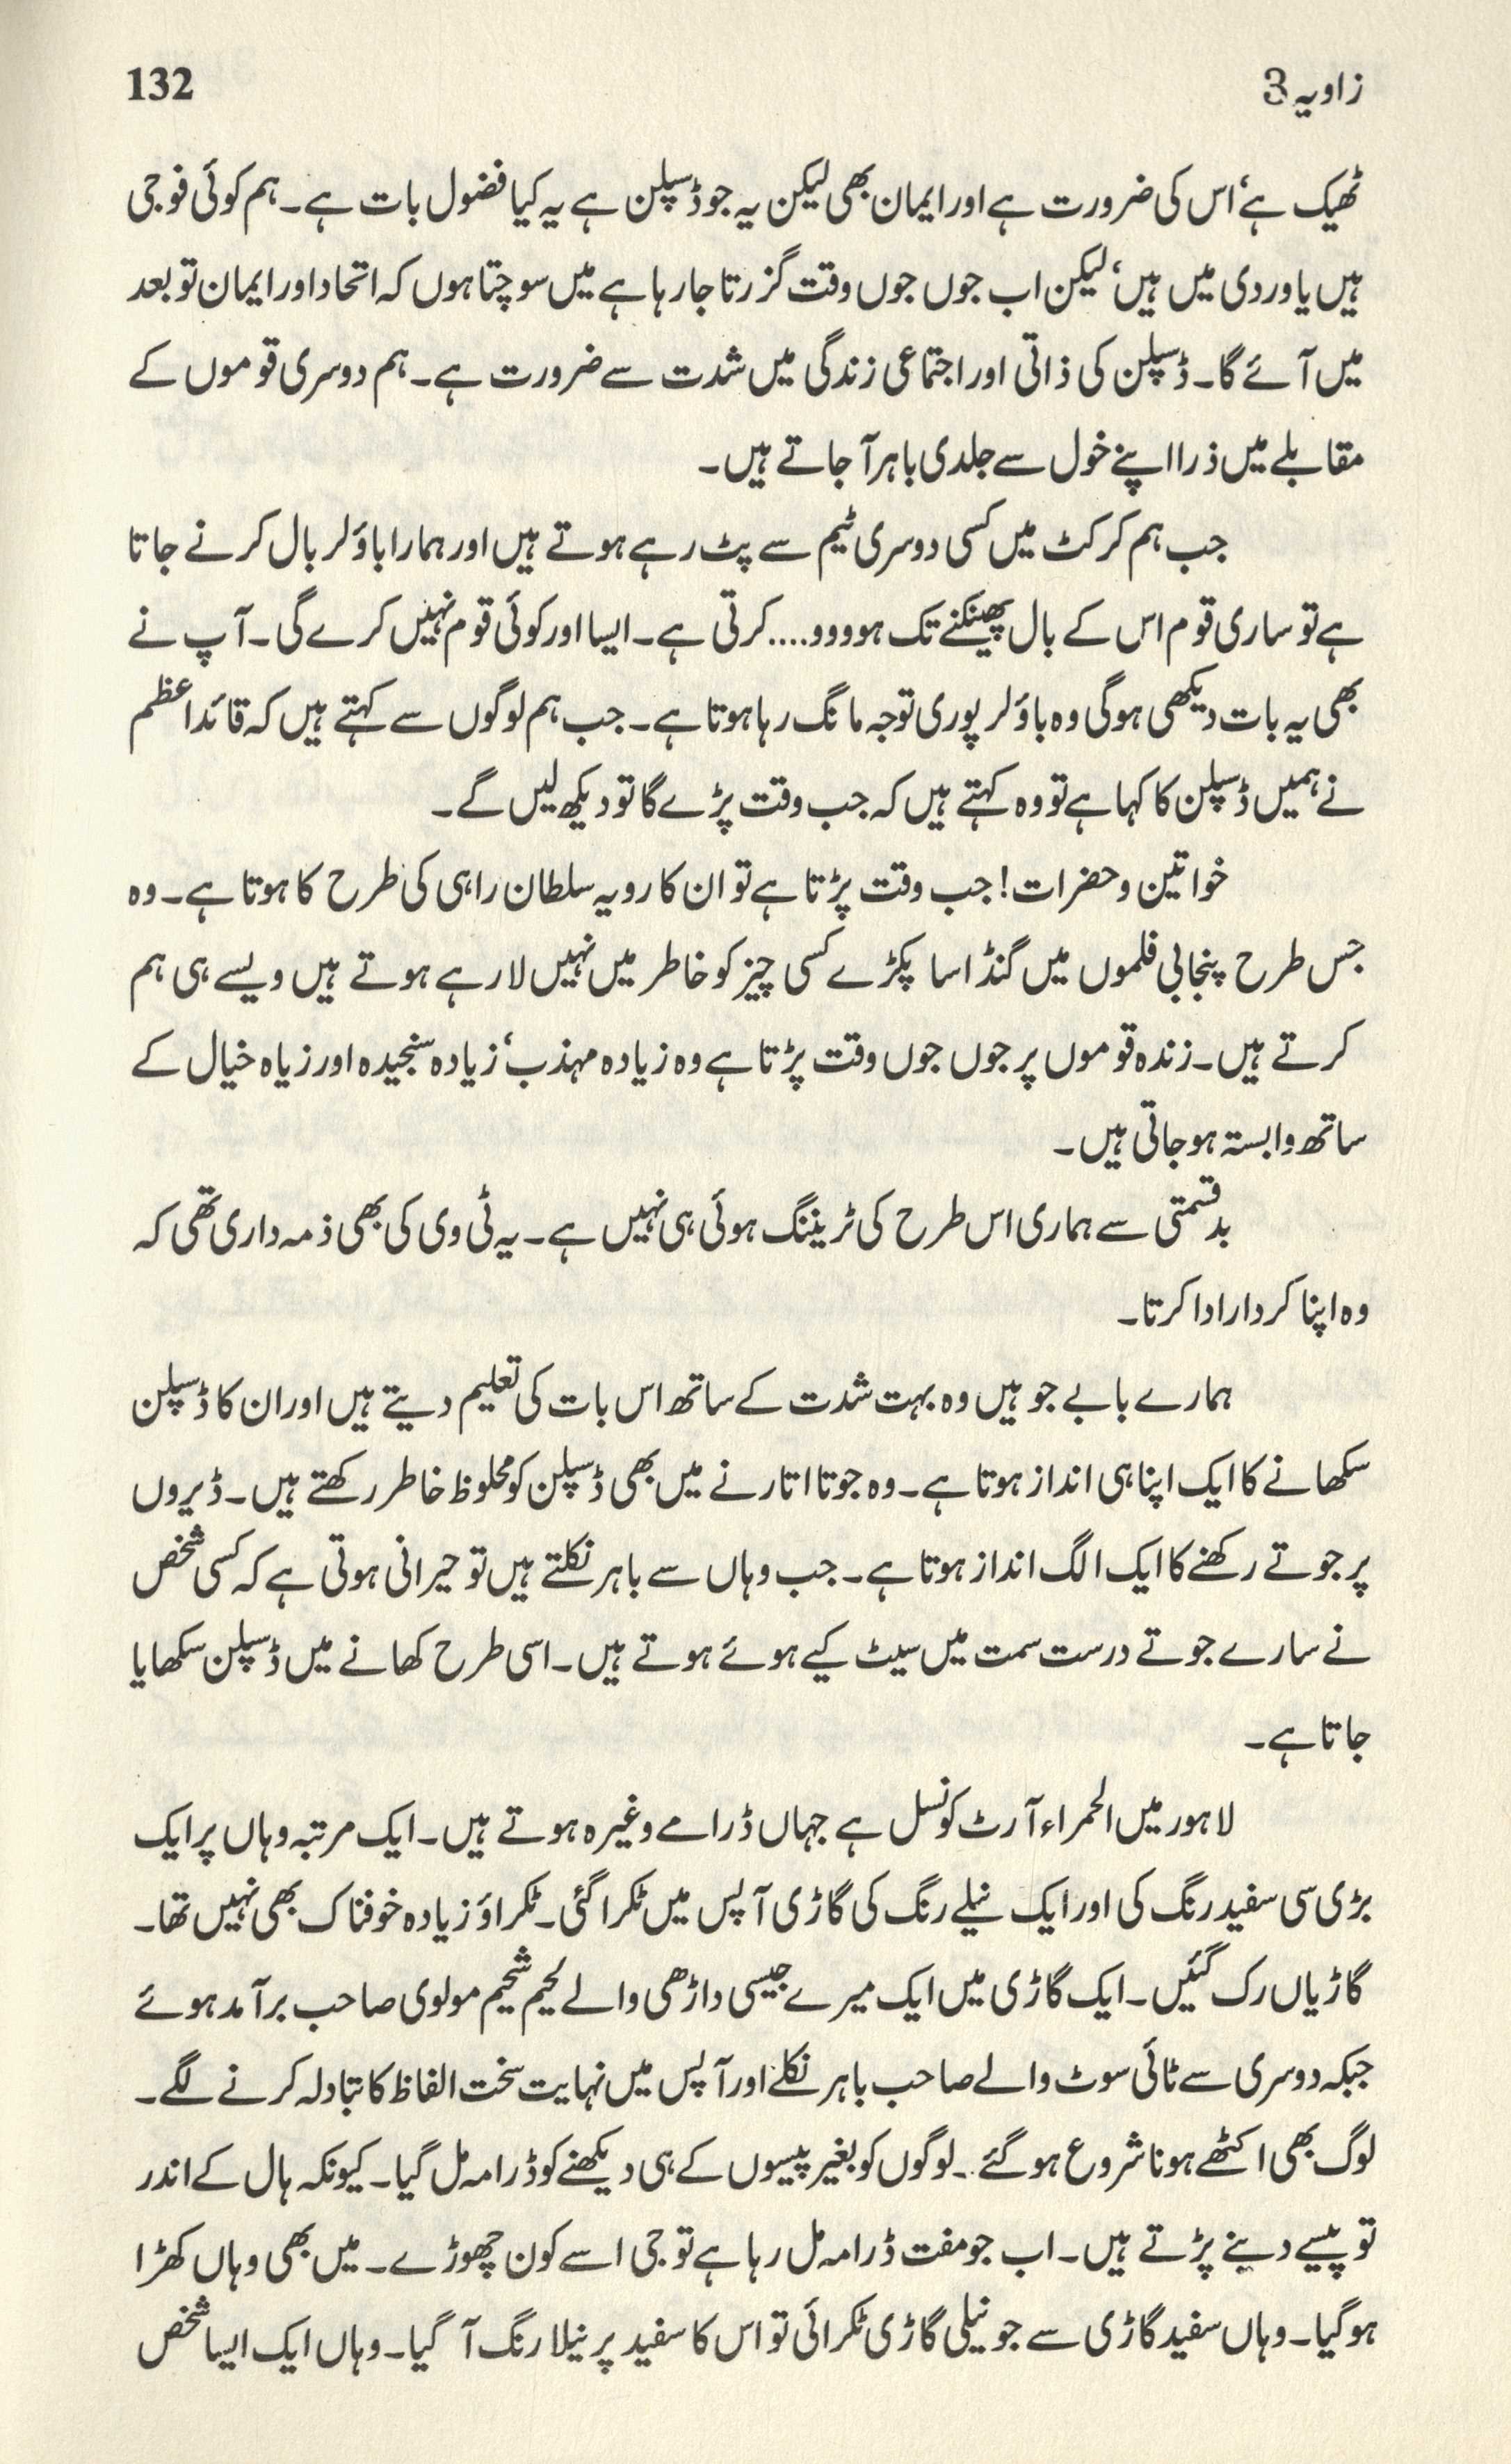 زاویہ 3
132
ٹھیک ہے‘ اس کی ضرورت ہے اور ایمان بھی لیکن یہ جو ڈسپلن ہے یہ کیا فضول بات ہے۔ ہم کوئی فوجی
ہیں یا وردی میں ہیں‘ لیکن اب جوں جوں وقت گزرتا جا رہا ہے میں سوچتا ہوں کہ اتحاد اور ایمان تو بعد
میں آئے گا۔ ڈسپلن کی ذاتی اور اجتماعی زندگی میں شدت سے ضرورت ہے۔ ہم دوسری قوموں کے
مقابلے میں ذرا اپنے خول سے جلدی باہر آ جاتے ہیں۔
جب ہم کرکٹ میں کسی دوسری ٹیم سے پٹ رہے ہوتے ہیں اور ہمارا باؤلر بال کرنے جاتا
ہے تو ساری قوم اس کے بال پھینکنے تک ہوووو.... کرتی ہے۔ ایسا اور کوئی قوم نہیں کرے گی۔ آپ نے
بھی یہ بات دیکھی ہوگی وہ باؤلر پوری توجہ مانگ رہا ہوتا ہے۔ جب ہم لوگوں سے کہتے ہیں کہ قائداعظم
نے ہمیں ڈسپلن کا کہا ہے تو وہ کہتے ہیں کہ جب وقت پڑے گا تو دیکھ لیں گے۔
خواتین و حضرات! جب وقت پڑتا ہے تو ان کا رویہ سلطان راہی کی طرح کا ہوتا ہے۔ وہ
جس طرح پنجابی فلموں میں گنڈاسا پکڑے کسی چیز کو خاطر میں نہیں لا رہے ہوتے ہیں ویسے ہی ہم
کرتے ہیں۔ زندہ قوموں پر جوں جوں وقت پڑتا ہے وہ زیادہ مہذب‘ زیادہ سنجیدہ اور زیاہ خیال کے
ساتھ وابستہ ہو جاتی ہیں۔
بدقسمتی سے ہماری اس طرح کی ٹریننگ ہوئی ہی نہیں ہے۔ یہ ٹی وی کی بھی ذمہ داری تھی کہ
وہ اپنا کردار ادا کرتا۔
ہمارے بابے جو ہیں وہ بہت شدت کے ساتھ اس بات کی تعلیم دیتے ہیں اور ان کا ڈسپلن
سکھانے کا ایک اپنا ہی انداز ہوتا ہے۔ وہ جوتا اتارنے میں بھی ڈسپلن کو ملحوظ خاطر رکھتے ہیں۔ ڈیروں
پر جوتے رکھنے کا ایک الگ انداز ہوتا ہے۔ جب وہاں سے باہر نکلتے ہیں تو حیرانی ہوتی ہے کہ کسی شخص
نے سارے جوتے درست سمت میں سیٹ کیے ہوئے ہوتے ہیں۔ اسی طرح کھانے میں ڈسپلن سکھایا
جاتا ہے۔
لاہور میں الحمراء آرٹ کونسل ہے جہاں ڈرامے وغیرہ ہوتے ہیں۔ ایک مرتبہ وہاں پر ایک
بڑی سی سفید رنگ کی اور ایک نیلے رنگ کی گاڑی آپس میں ٹکرا گئی۔ ٹکراؤ زیادہ خوفناک بھی نہیں تھا۔
گاڑیاں رک گئیں۔ ایک گاڑی میں ایک میرے جیسی داڑھی والے لحیم شحیم مولوی صاحب برآمد ہوئے
جبکہ دوسری سے ٹائی سوٹ والے صاحب باہر نکلے اور آپس میں نہایت سخت الفاظ کا تبادلہ کرنے لگے۔
لوگ بھی اکٹھے ہونا شروع ہو گئے۔ لوگوں کو بغیر پیسوں کے ہی دیکھنے کو ڈرامہ مل گیا۔ کیونکہ ہال کے اندر
تو پیسے دینے پڑتے ہیں۔ اب جو مفت ڈرامہ مل رہا ہے تو جی اسے کون چھوڑے۔ میں بھی وہاں کھڑا
ہو گیا۔ وہاں سفید گاڑی سے جو نیلی گاڑی ٹکرائی تو اس کا سفید پر نیلا رنگ آ گیا۔ وہاں ایک ایسا شخص